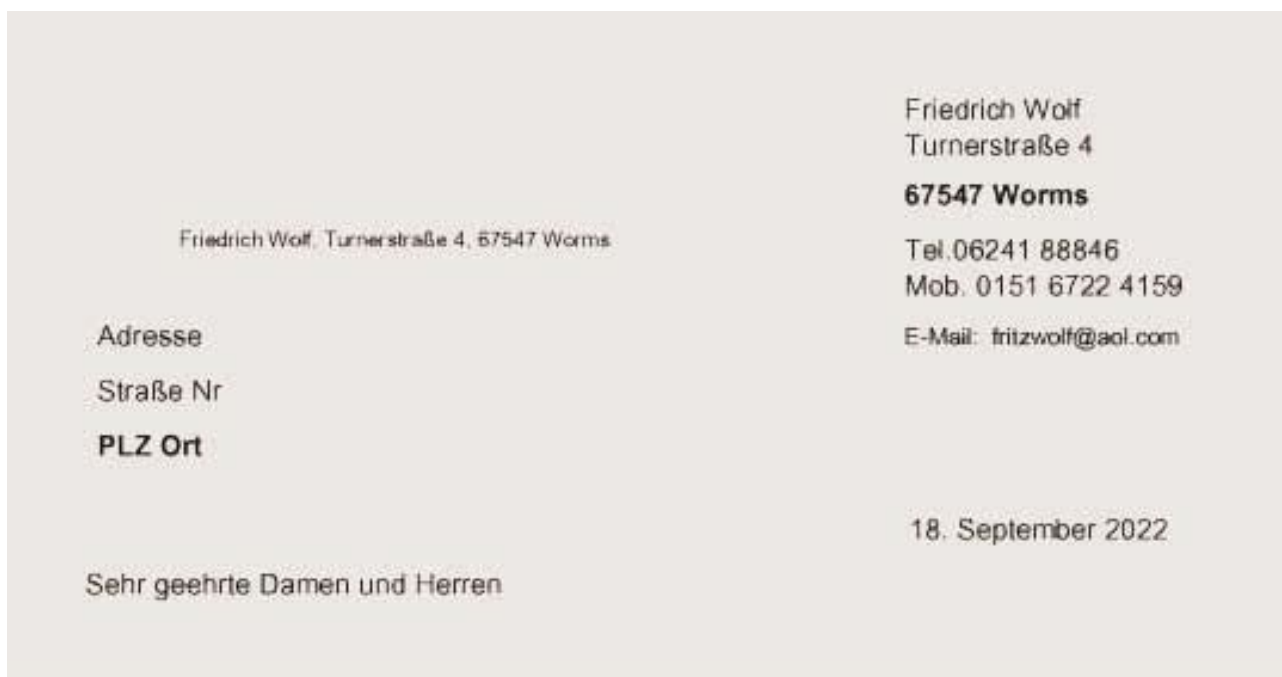 Friedrich Wolf
Turnerstraße 4
67547 Worms
Friedrich Wolf, Turnerstraße 4, 67547 Worms
Tel.06241 88846
Mob. 0151 6722 4159
E-Mail: fritzwolf@aol.com
Adresse
Straße Nr
PLZ Ort
18. September 2022
Sehr geehrte Damen und Herren